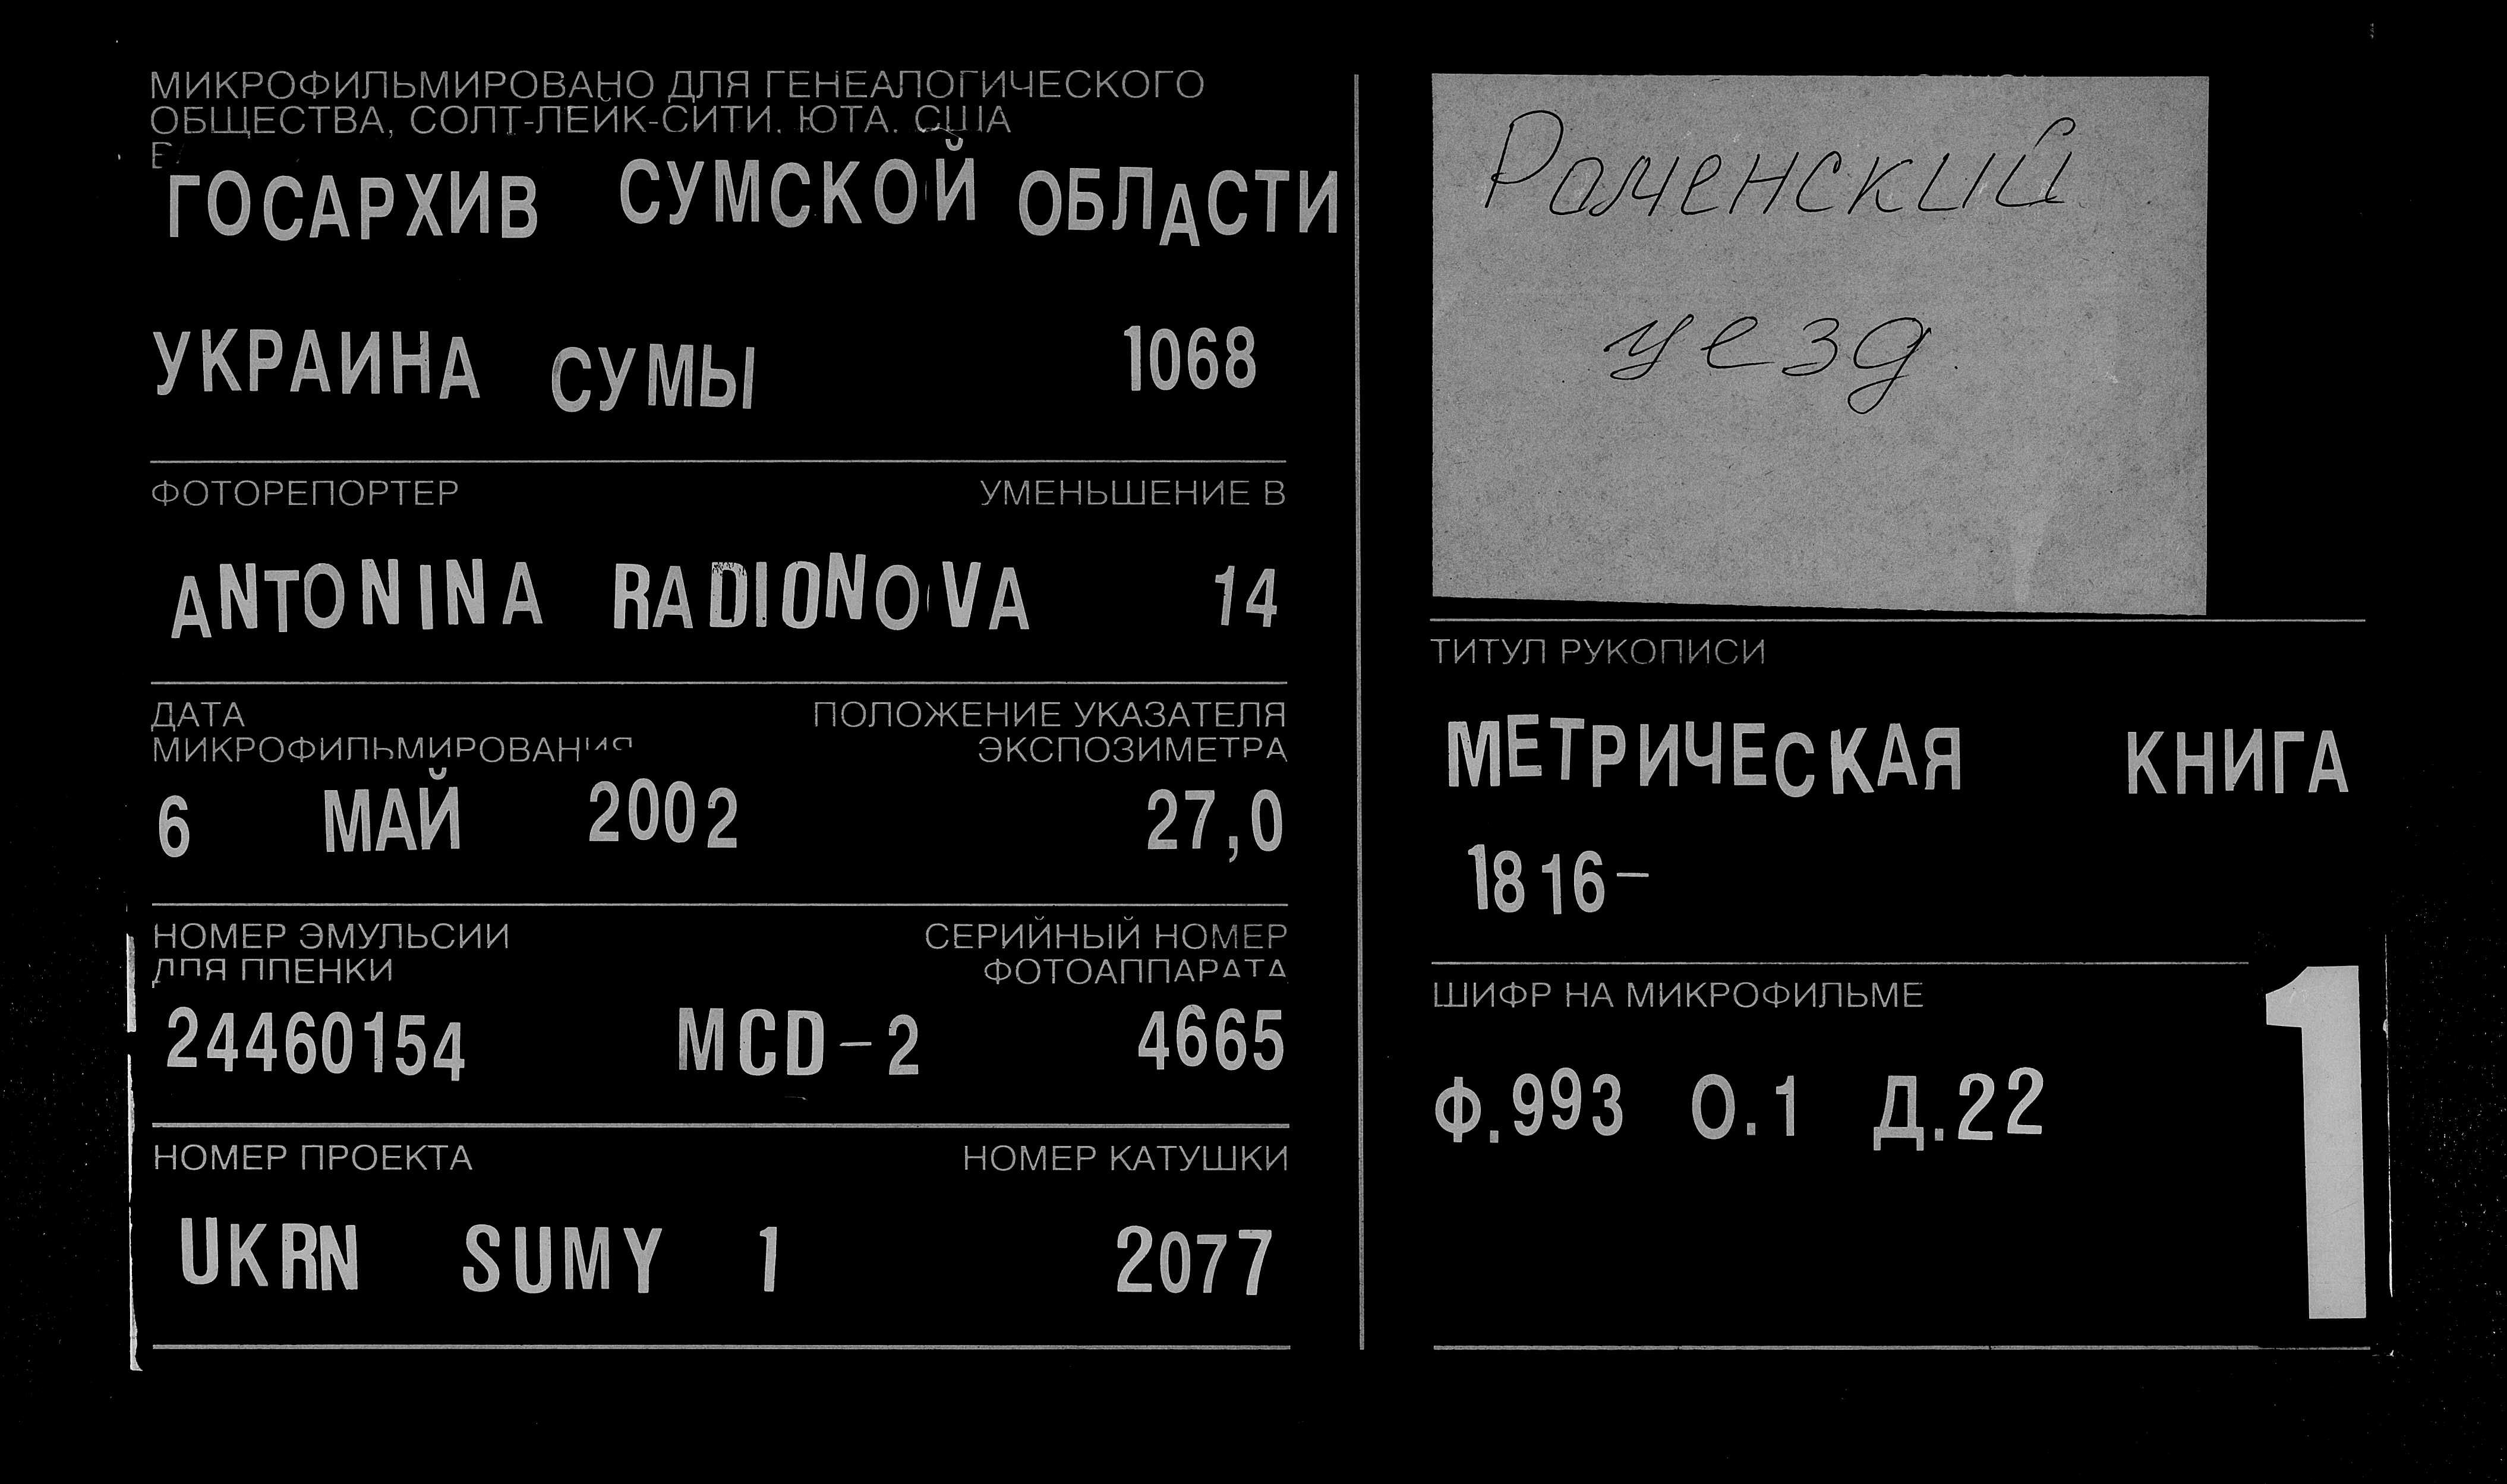 МИКРОФИЛЬМИРОВАНО ДЛЯ ГЕНЕАЛОГИЧЕСКОГО
ОБЩЕСТВА, СОЛТ-ЛЕЙК-СИТИ, ЮТА, США
ГОСАРХИВ СУМСКОЙ ОБЛАСТИ
УКРАИНА СУМЫ 1068
ФОТОРЕПОРТЕР УМЕНЬШЕНИЕ В
ANTONINA RADIONOVA 14
ДАТА ПОЛОЖЕНИЕ УКАЗАТЕЛЯ
МИКРОФИЛЬМИРОВАНИЯ ЭКСПОЗИМЕТРА
6 МАЙ 2002 27,0
НОМЕР ЭМУЛЬСИИ СЕРИЙНЫЙ НОМЕР
ДЛЯ ПЛЕНКИ ФОТОАППАРАТА
24460154 MCD-2 4665
НОМЕР ПРОЕКТА НОМЕР КАТУШКИ
UKRN SUMY 1 2077
Роменский
уезд.
ТИТУЛ РУКОПИСИ
МЕТРИЧЕСКАЯ КНИГА
1816-
ШИФР НА МИКРОФИЛЬМЕ
Ф.993 О.1 Д.22
1